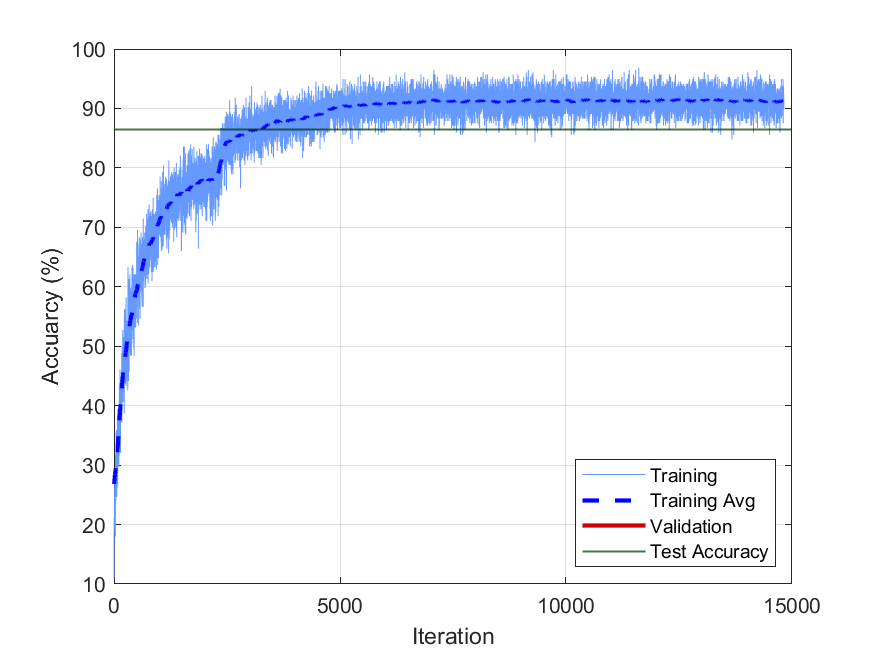 100
90
80
70
60
50
40
30
20
10
0
5000
10000
15000
Accuarcy (%)
Iteration
Training
Training Avg
Validation
Test Accuracy